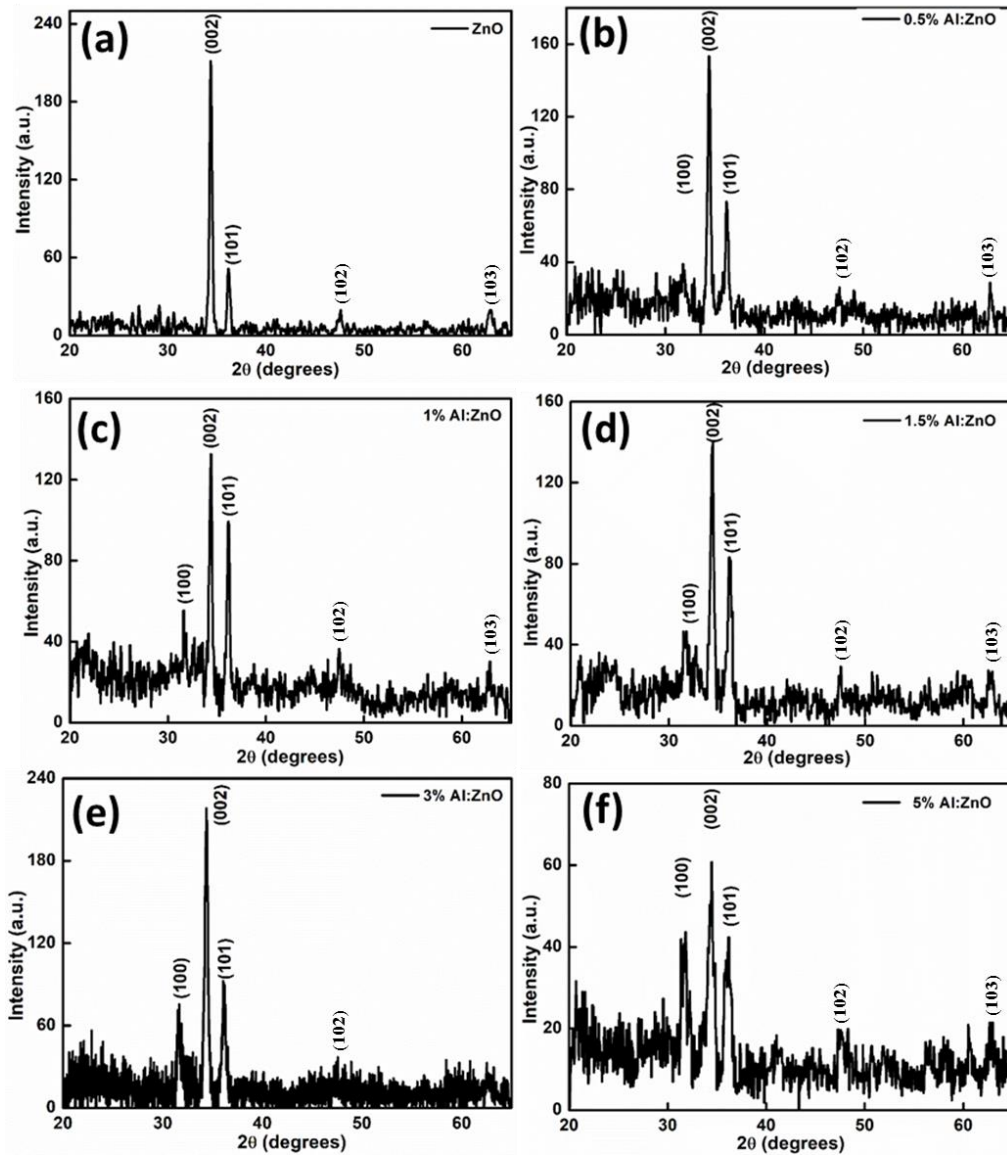 (a)
ZnO
240
180
120
60
0
Intensity (a.u.)
(002)
(101)
(102)
(103)
20 30 40 50 60
2θ (degrees)
(b)
0.5% Al:ZnO
160
120
80
40
0
Intensity (a.u.)
(100)
(002)
(101)
(102)
(103)
20 30 40 50 60
2θ (degrees)
(c)
1% Al:ZnO
160
120
80
40
0
Intensity (a.u.)
(100)
(002)
(101)
(102)
(103)
20 30 40 50 60
2θ (degrees)
(d)
1.5% Al:ZnO
160
120
80
40
0
Intensity (a.u.)
(100)
(002)
(101)
(102)
(103)
20 30 40 50 60
2θ (degrees)
(e)
3% Al:ZnO
240
180
120
60
0
Intensity (a.u.)
(100)
(002)
(101)
(102)
20 30 40 50 60
2θ (degrees)
(f)
5% Al:ZnO
80
60
40
20
0
Intensity (a.u.)
(100)
(002)
(101)
(102)
(103)
20 30 40 50 60
2θ (degrees)